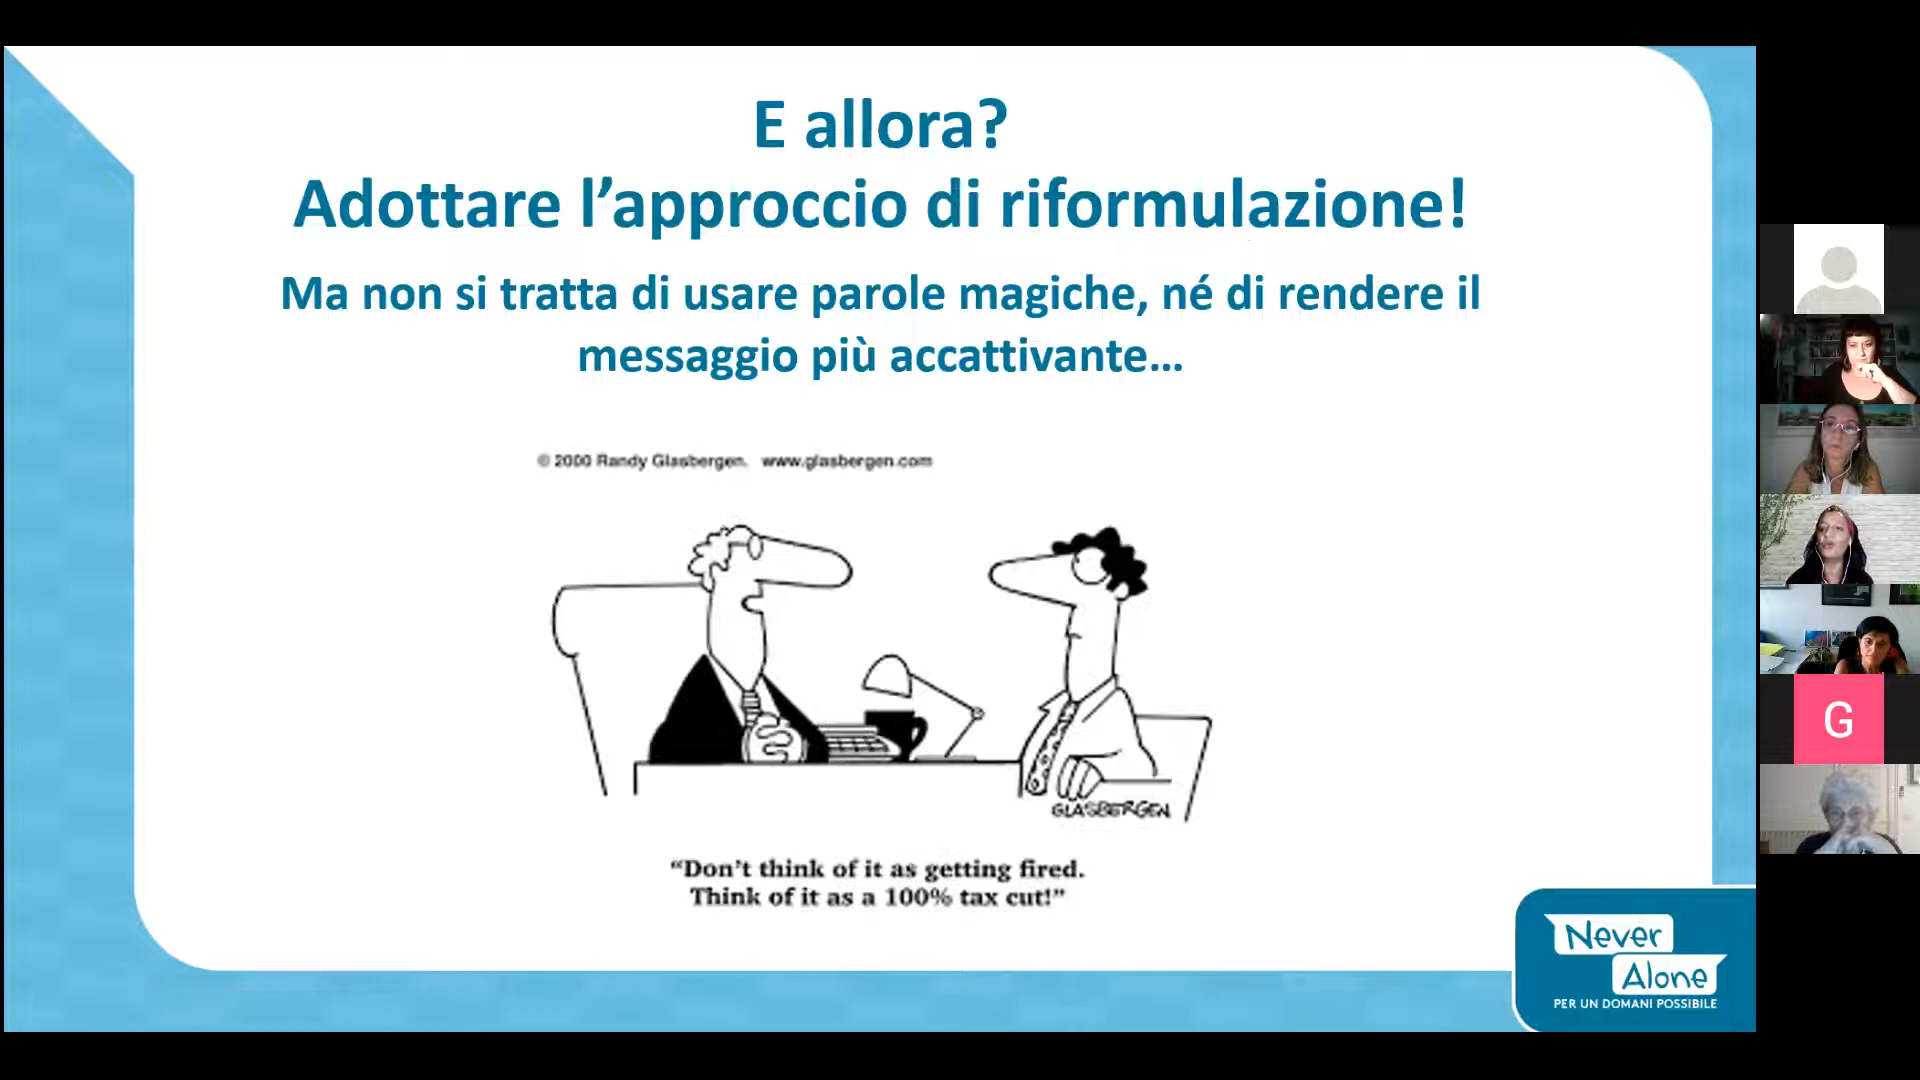 E allora?
Adottare l’approccio di riformulazione!
Ma non si tratta di usare parole magiche, né di rendere il
messaggio più accattivante…
© 2000 Randy Glasbergen. www.glasbergen.com
GLASBERGEN
“Don’t think of it as getting fired.
Think of it as a 100% tax cut!”
Never
Alone
PER UN DOMANI POSSIBILE
G